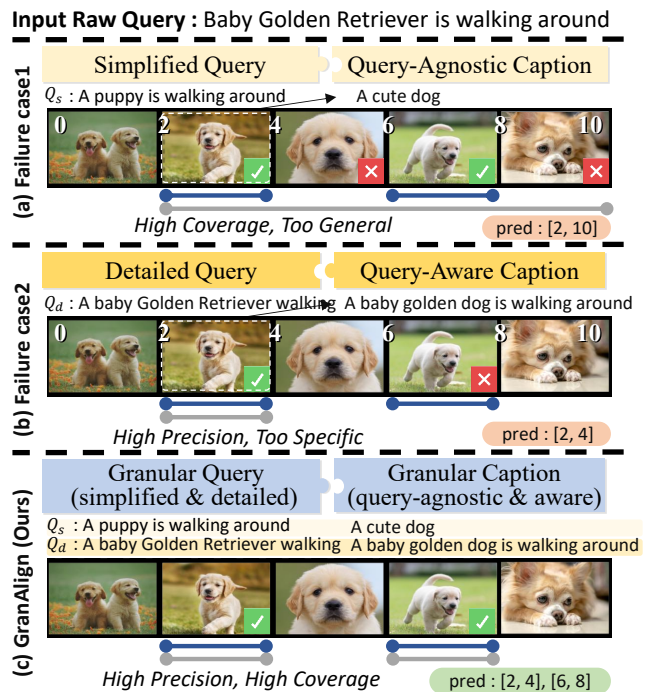 Input Raw Query : Baby Golden Retriever is walking around
(a) Failure case1
Simplified Query
Query-Agnostic Caption
Qs : A puppy is walking around
A cute dog
0 2 4 6 8 10
High Coverage, Too General
pred : [2, 10]
(b) Failure case2
Detailed Query
Query-Aware Caption
Qd : A baby Golden Retriever walking
A baby golden dog is walking around
0 2 4 6 8 10
High Precision, Too Specific
pred : [2, 4]
(c) GranAlign (Ours)
Granular Query
(simplified & detailed)
Granular Caption
(query-agnostic & aware)
Qs : A puppy is walking around
A cute dog
Qd : A baby Golden Retriever walking
A baby golden dog is walking around
High Precision, High Coverage
pred : [2, 4], [6, 8]